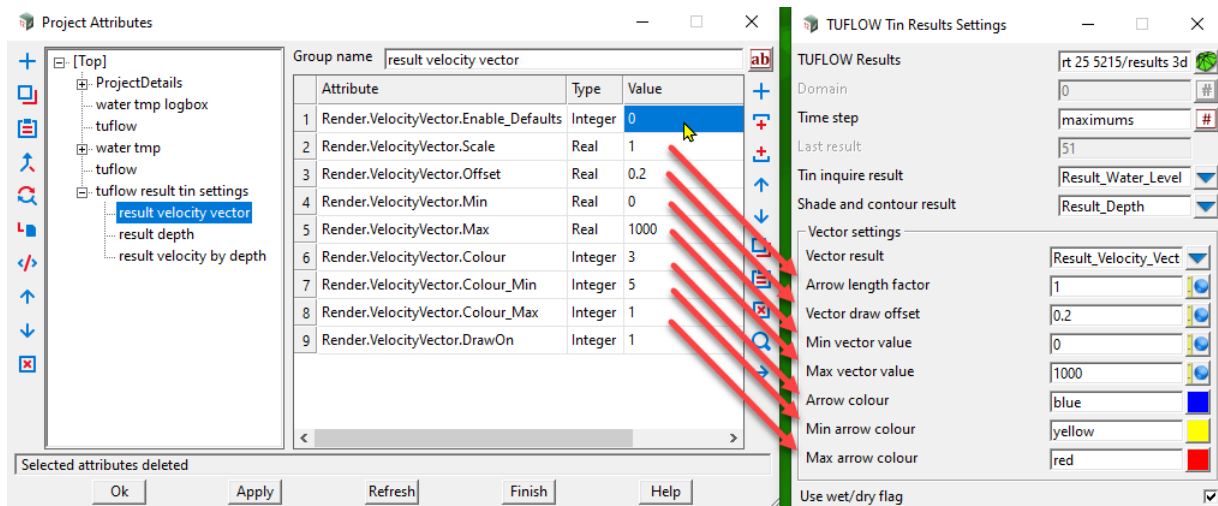 Project Attributes
[Top]
ProjectDetails
water tmp logbox
tuflow
water tmp
tuflow
tuflow result tin settings
result velocity vector
result depth
result velocity by depth
Group name result velocity vector ab
Attribute Type Value
1 Render.VelocityVector.Enable_Defaults Integer 0
2 Render.VelocityVector.Scale Real 1
3 Render.VelocityVector.Offset Real 0.2
4 Render.VelocityVector.Min Real 0
5 Render.VelocityVector.Max Real 1000
6 Render.VelocityVector.Colour Integer 3
7 Render.VelocityVector.Colour_Min Integer 5
8 Render.VelocityVector.Colour_Max Integer 1
9 Render.VelocityVector.DrawOn Integer 1
Selected attributes deleted
Ok Apply Refresh Finish Help
TUFLOW Tin Results Settings
TUFLOW Results rt 25 5215/results 3d
Domain 0 #
Time step maximums #
Last result 51
Tin inquire result Result_Water_Level
Shade and contour result Result_Depth
Vector settings
Vector result Result_Velocity_Vect
Arrow length factor 1
Vector draw offset 0.2
Min vector value 0
Max vector value 1000
Arrow colour blue
Min arrow colour yellow
Max arrow colour red
Use wet/dry flag